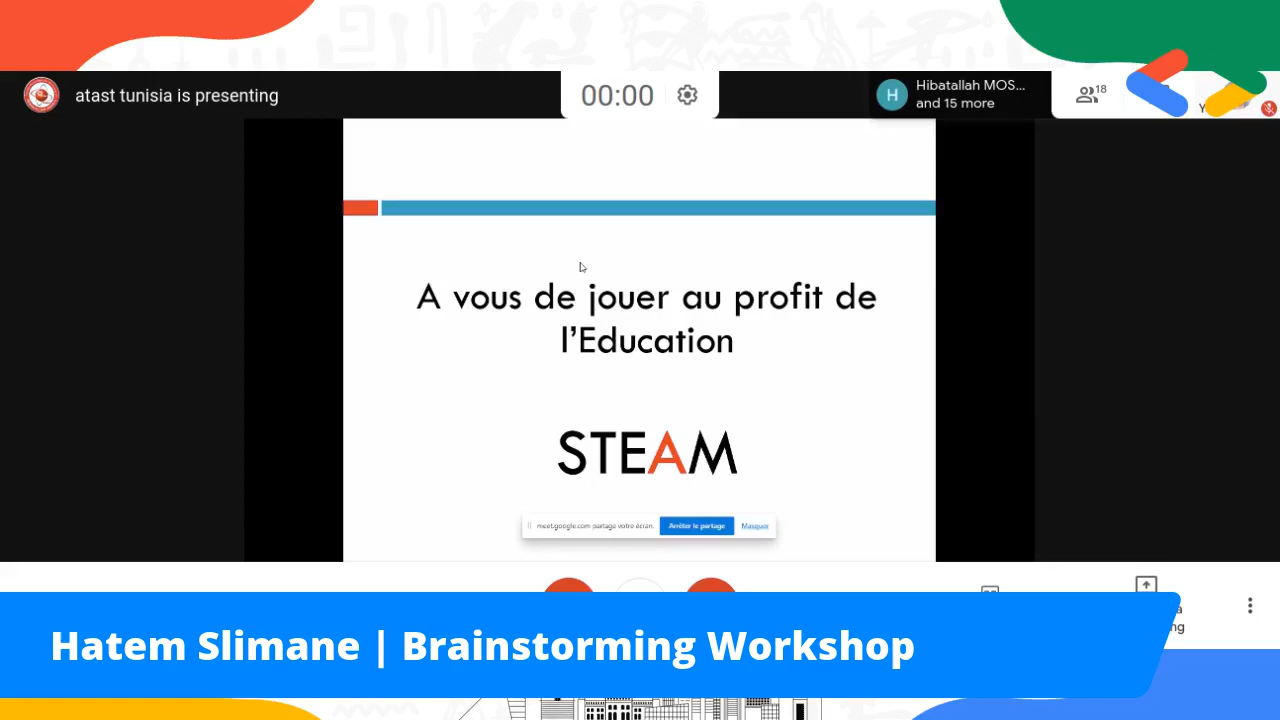 atast tunisia is presenting
00:00
Hibatallah MOS...
and 15 more
H
18
A vous de jouer au profit de
l'Education
STEAM
meet.google.com partage votre écran.
Arrêter le partage
Masquer
Hatem Slimane | Brainstorming Workshop